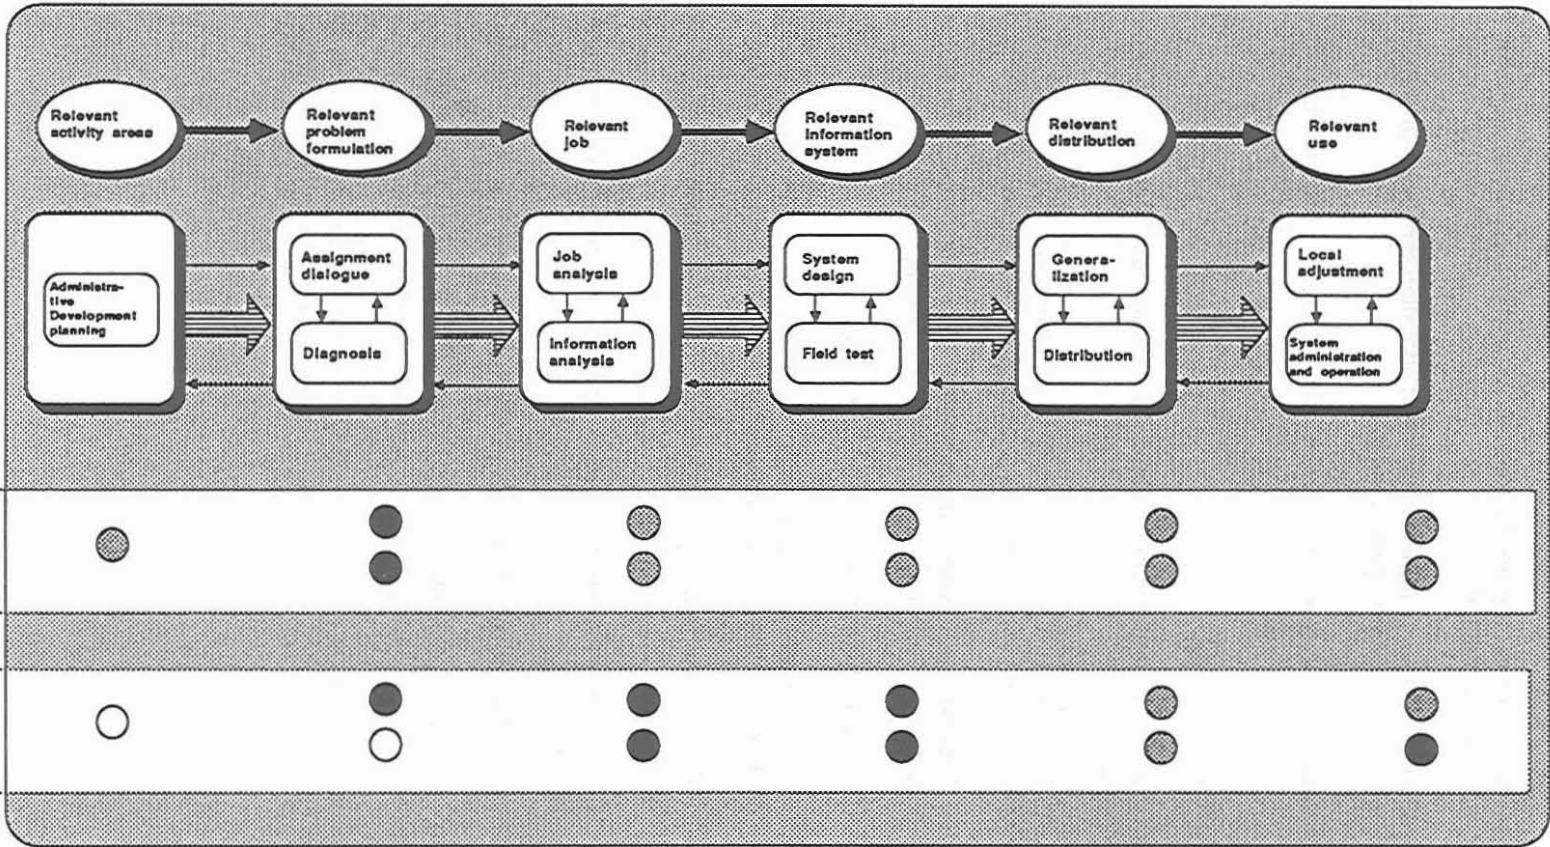 Relevant
activity areas
Relevant
problem
formulation
Relevant
job
Relevant
information
system
Relevant
distribution
Relevant
use
Administra-
tive
Development
planning
Assignment
dialogue
Diagnosis
Job
analysis
Information
analysis
System
design
Field test
Genera-
lization
Distribution
Local
adjustment
System
administration
and operation